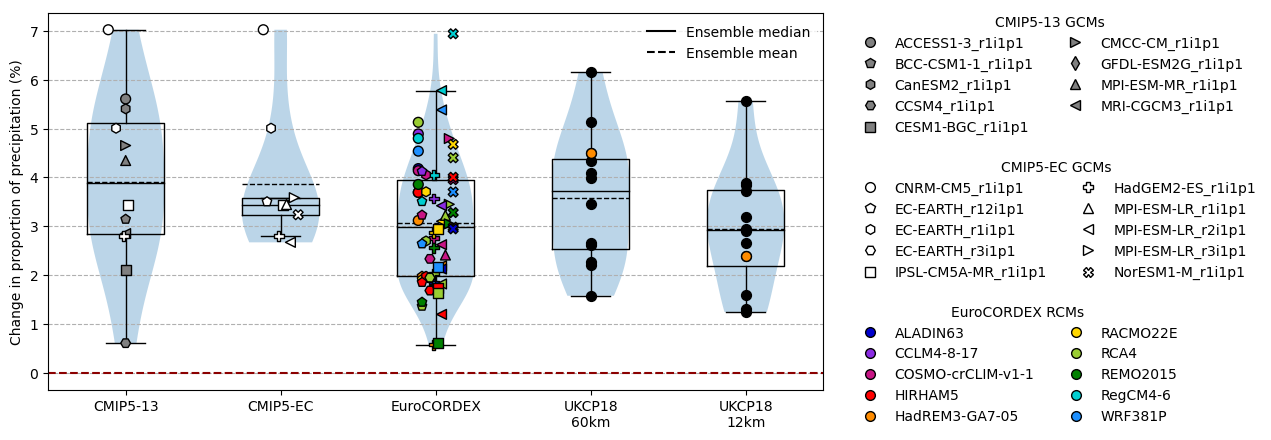 Change in proportion of precipitation (%)
7
6
5
4
3
2
1
0
Ensemble median
Ensemble mean
CMIP5-13
CMIP5-EC
EuroCORDEX
UKCP18
60km
UKCP18
12km
CMIP5-13 GCMs
ACCESS1-3_r1i1p1
BCC-CSM1-1_r1i1p1
CanESM2_r1i1p1
CCSM4_r1i1p1
CESM1-BGC_r1i1p1
CMCC-CM_r1i1p1
GFDL-ESM2G_r1i1p1
MPI-ESM-MR_r1i1p1
MRI-CGCM3_r1i1p1
CMIP5-EC GCMs
CNRM-CM5_r1i1p1
EC-EARTH_r12i1p1
EC-EARTH_r1i1p1
EC-EARTH_r3i1p1
IPSL-CM5A-MR_r1i1p1
HadGEM2-ES_r1i1p1
MPI-ESM-LR_r1i1p1
MPI-ESM-LR_r2i1p1
MPI-ESM-LR_r3i1p1
NorESM1-M_r1i1p1
EuroCORDEX RCMs
ALADIN63
CCLM4-8-17
COSMO-crCLIM-v1-1
HIRHAM5
HadREM3-GA7-05
RACMO22E
RCA4
REMO2015
RegCM4-6
WRF381P